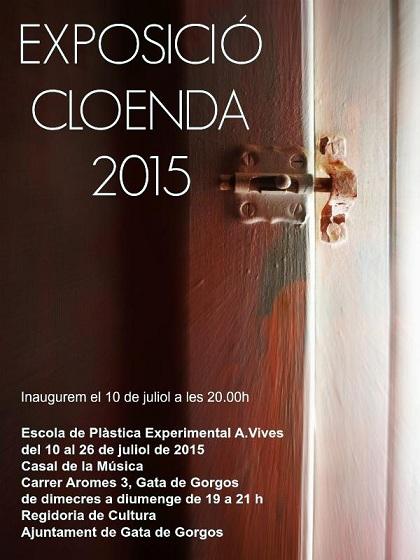 EXPOSICIÓ
CLOENDA
2015
Inaugurem el 10 de juliol a les 20.00h
Escola de Plàstica Experimental A.Vives
del 10 al 26 de juliol de 2015
Casal de la Música
Carrer Aromes 3, Gata de Gorgos
de dimecres a diumenge de 19 a 21 h
Regidoria de Cultura
Ajuntament de Gata de Gorgos